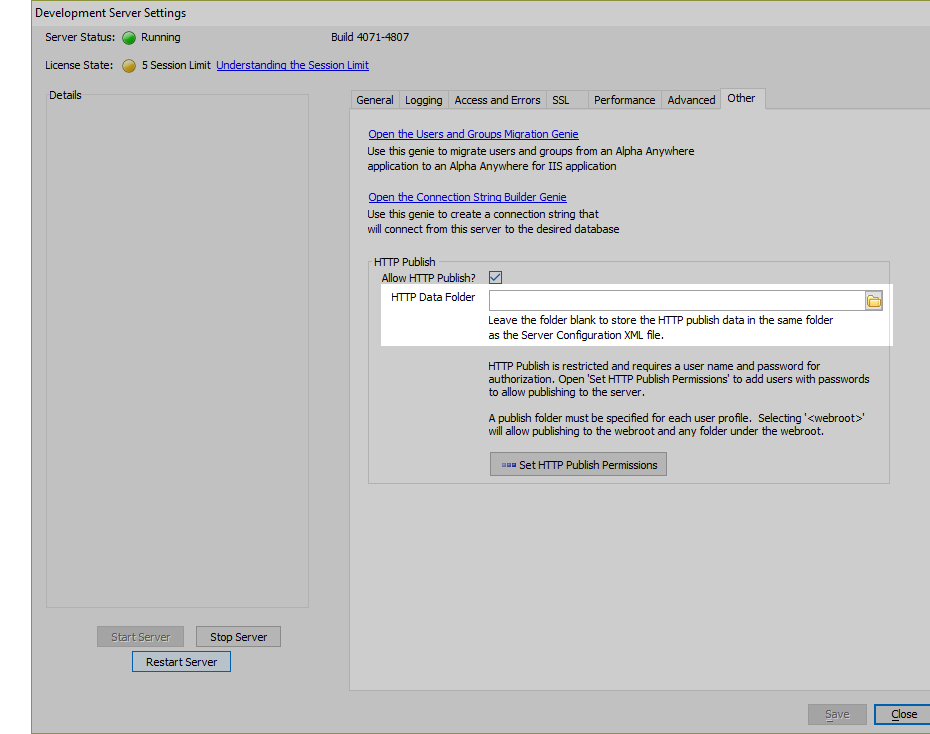 Development Server Settings
Server Status: Running Build 4071-4807
License State: 5 Session Limit Understanding the Session Limit
Details
General Logging Access and Errors SSL Performance Advanced Other
Open the Users and Groups Migration Genie
Use this genie to migrate users and groups from an Alpha Anywhere
application to an Alpha Anywhere for IIS application
Open the Connection String Builder Genie
Use this genie to create a connection string that
will connect from this server to the desired database
HTTP Publish
Allow HTTP Publish?
HTTP Data Folder
Leave the folder blank to store the HTTP publish data in the same folder
as the Server Configuration XML file.
HTTP Publish is restricted and requires a user name and password for
authorization. Open 'Set HTTP Publish Permissions' to add users with passwords
to allow publishing to the server.
A publish folder must be specified for each user profile. Selecting '<webroot>'
will allow publishing to the webroot and any folder under the webroot.
Set HTTP Publish Permissions
Start Server Stop Server
Restart Server
Save Close